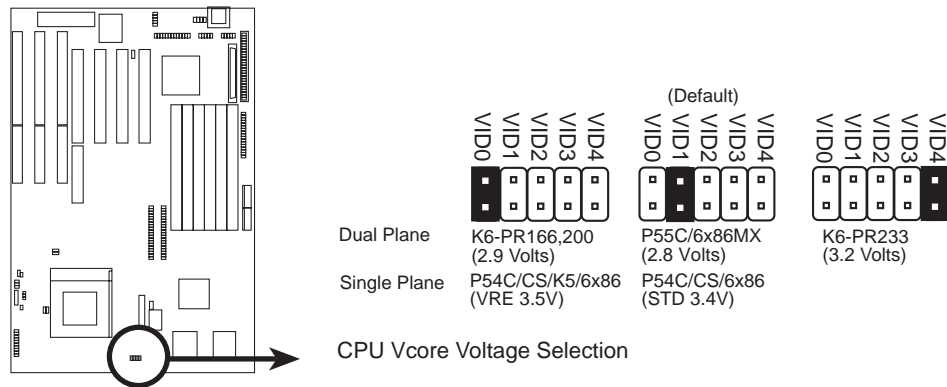 (Default)
VID0 VID1 VID2 VID3 VID4
VID0 VID1 VID2 VID3 VID4
VID0 VID1 VID2 VID3 VID4
Dual Plane
K6-PR166,200
(2.9 Volts)
P55C/6x86MX
(2.8 Volts)
K6-PR233
(3.2 Volts)
Single Plane
P54C/CS/K5/6x86
(VRE 3.5V)
P54C/CS/6x86
(STD 3.4V)
CPU Vcore Voltage Selection